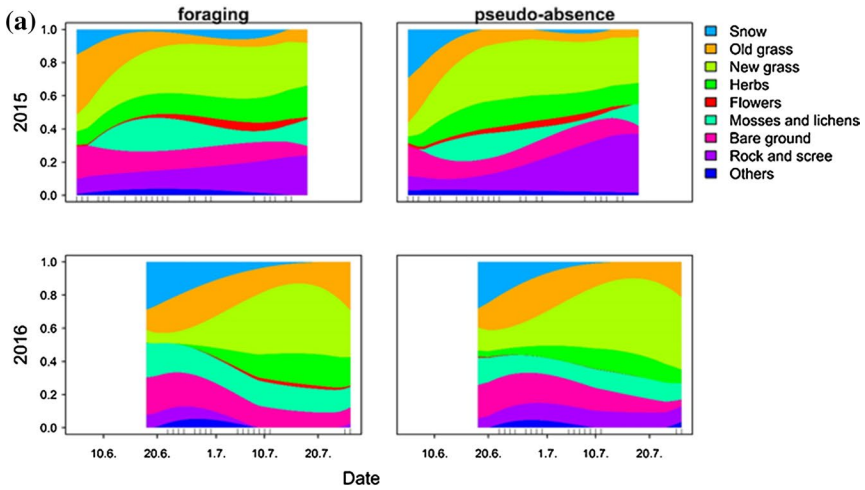 (a)
foraging
pseudo-absence
2015
1.0
0.8
0.6
0.4
0.2
0.0
Snow
Old grass
New grass
Herbs
Flowers
Mosses and lichens
Bare ground
Rock and scree
Others
2016
1.0
0.8
0.6
0.4
0.2
0.0
10.6. 20.6. 1.7. 10.7. 20.7.
10.6. 20.6. 1.7. 10.7. 20.7.
Date